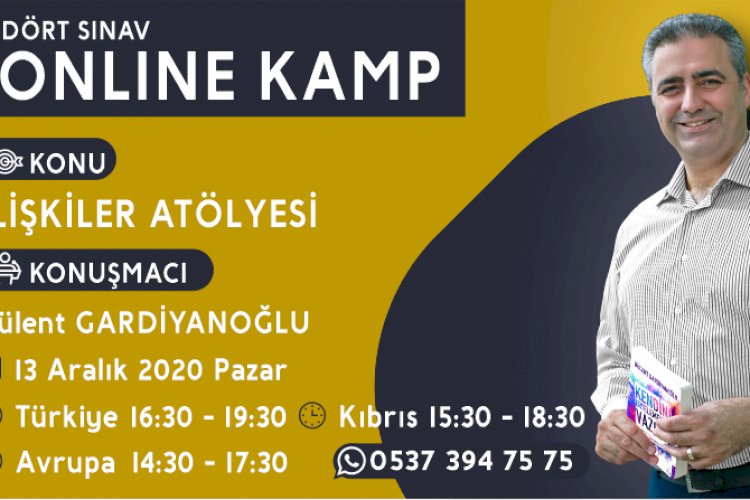 DÖRT SINAV
ONLINE KAMP
KONU
LİŞKİLER ATÖLYESİ
KONUŞMACI
ülent GARDİYANOĞLU
13 Aralık 2020 Pazar
Türkiye 16:30 - 19:30 Kıbrıs 15:30 - 18:30
Avrupa 14:30 - 17:30 0537 394 75 75
KENDİN